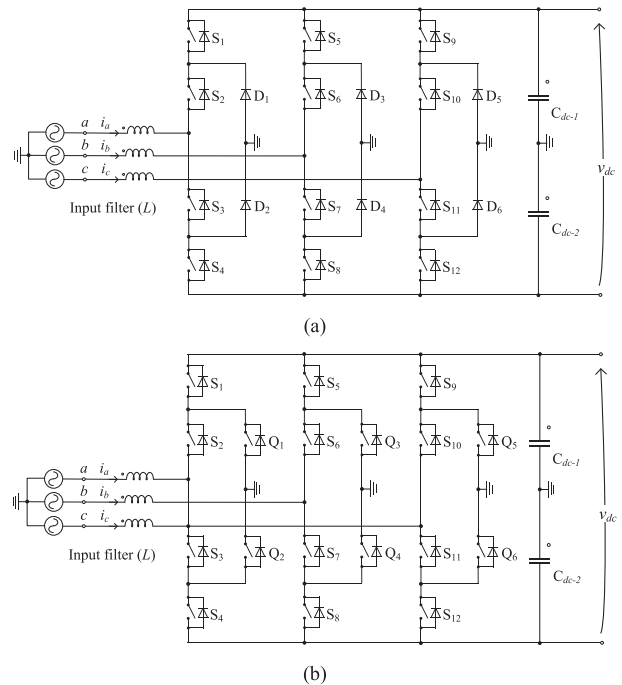 S1 S5 S9
S2 D1 S6 D3 S10 D5
Cdc-1
a ia
b ib
c ic
vdc
Input filter (L)
S3 D2 S7 D4 S11 D6
Cdc-2
S4 S8 S12
(a)
S1 S5 S9
S2 Q1 S6 Q3 S10 Q5
Cdc-1
a ia
b ib
c ic
vdc
Input filter (L)
S3 Q2 S7 Q4 S11 Q6
Cdc-2
S4 S8 S12
(b)